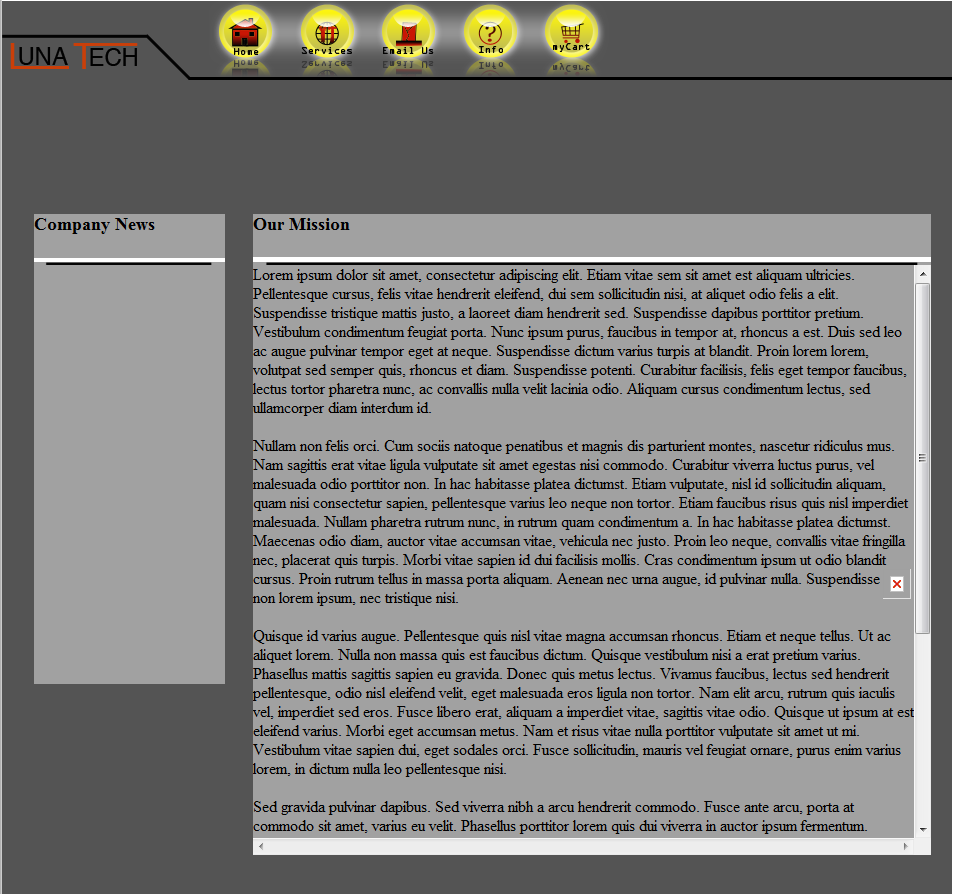 LUNA TECH
Home Services Email Us Info myCart
Home Services Email Us Info myCart
Company News
Our Mission
Lorem ipsum dolor sit amet, consectetur adipiscing elit. Etiam vitae sem sit amet est aliquam ultricies.
Pellentesque cursus, felis vitae hendrerit eleifend, dui sem sollicitudin nisi, at aliquet odio felis a elit.
Suspendisse tristique mattis justo, a laoreet diam hendrerit sed. Suspendisse dapibus porttitor pretium.
Vestibulum condimentum feugiat porta. Nunc ipsum purus, faucibus in tempor at, rhoncus a est. Duis sed leo
ac augue pulvinar tempor eget at neque. Suspendisse dictum varius turpis at blandit. Proin lorem lorem,
volutpat sed semper quis, rhoncus et diam. Suspendisse potenti. Curabitur facilisis, felis eget tempor faucibus,
lectus tortor pharetra nunc, ac convallis nulla velit lacinia odio. Aliquam cursus condimentum lectus, sed
ullamcorper diam interdum id.
Nullam non felis orci. Cum sociis natoque penatibus et magnis dis parturient montes, nascetur ridiculus mus.
Nam sagittis erat vitae ligula vulputate sit amet egestas nisi commodo. Curabitur viverra luctus purus, vel
malesuada odio porttitor non. In hac habitasse platea dictumst. Etiam vulputate, nisl id sollicitudin aliquam,
quam nisi consectetur sapien, pellentesque varius leo neque non tortor. Etiam faucibus risus quis nisl imperdiet
malesuada. Nullam pharetra rutrum nunc, in rutrum quam condimentum a. In hac habitasse platea dictumst.
Maecenas odio diam, auctor vitae accumsan vitae, vehicula nec justo. Proin leo neque, convallis vitae fringilla
nec, placerat quis turpis. Morbi vitae sapien id dui facilisis mollis. Cras condimentum ipsum ut odio blandit
cursus. Proin rutrum tellus in massa porta aliquam. Aenean nec urna augue, id pulvinar nulla. Suspendisse
non lorem ipsum, nec tristique nisi.
Quisque id varius augue. Pellentesque quis nisl vitae magna accumsan rhoncus. Etiam et neque tellus. Ut ac
aliquet lorem. Nulla non massa quis est faucibus dictum. Quisque vestibulum nisi a erat pretium varius.
Phasellus mattis sagittis sapien eu gravida. Donec quis metus lectus. Vivamus faucibus, lectus sed hendrerit
pellentesque, odio nisl eleifend velit, eget malesuada eros ligula non tortor. Nam elit arcu, rutrum quis iaculis
vel, imperdiet sed eros. Fusce libero erat, aliquam a imperdiet vitae, sagittis vitae odio. Quisque ut ipsum at est
eleifend varius. Morbi eget accumsan metus. Nam et risus vitae nulla porttitor vulputate sit amet ut mi.
Vestibulum vitae sapien dui, eget sodales orci. Fusce sollicitudin, mauris vel feugiat ornare, purus enim varius
lorem, in dictum nulla leo pellentesque nisi.
Sed gravida pulvinar dapibus. Sed viverra nibh a arcu hendrerit commodo. Fusce ante arcu, porta at
commodo sit amet, varius eu velit. Phasellus porttitor lorem quis dui viverra in auctor ipsum fermentum.